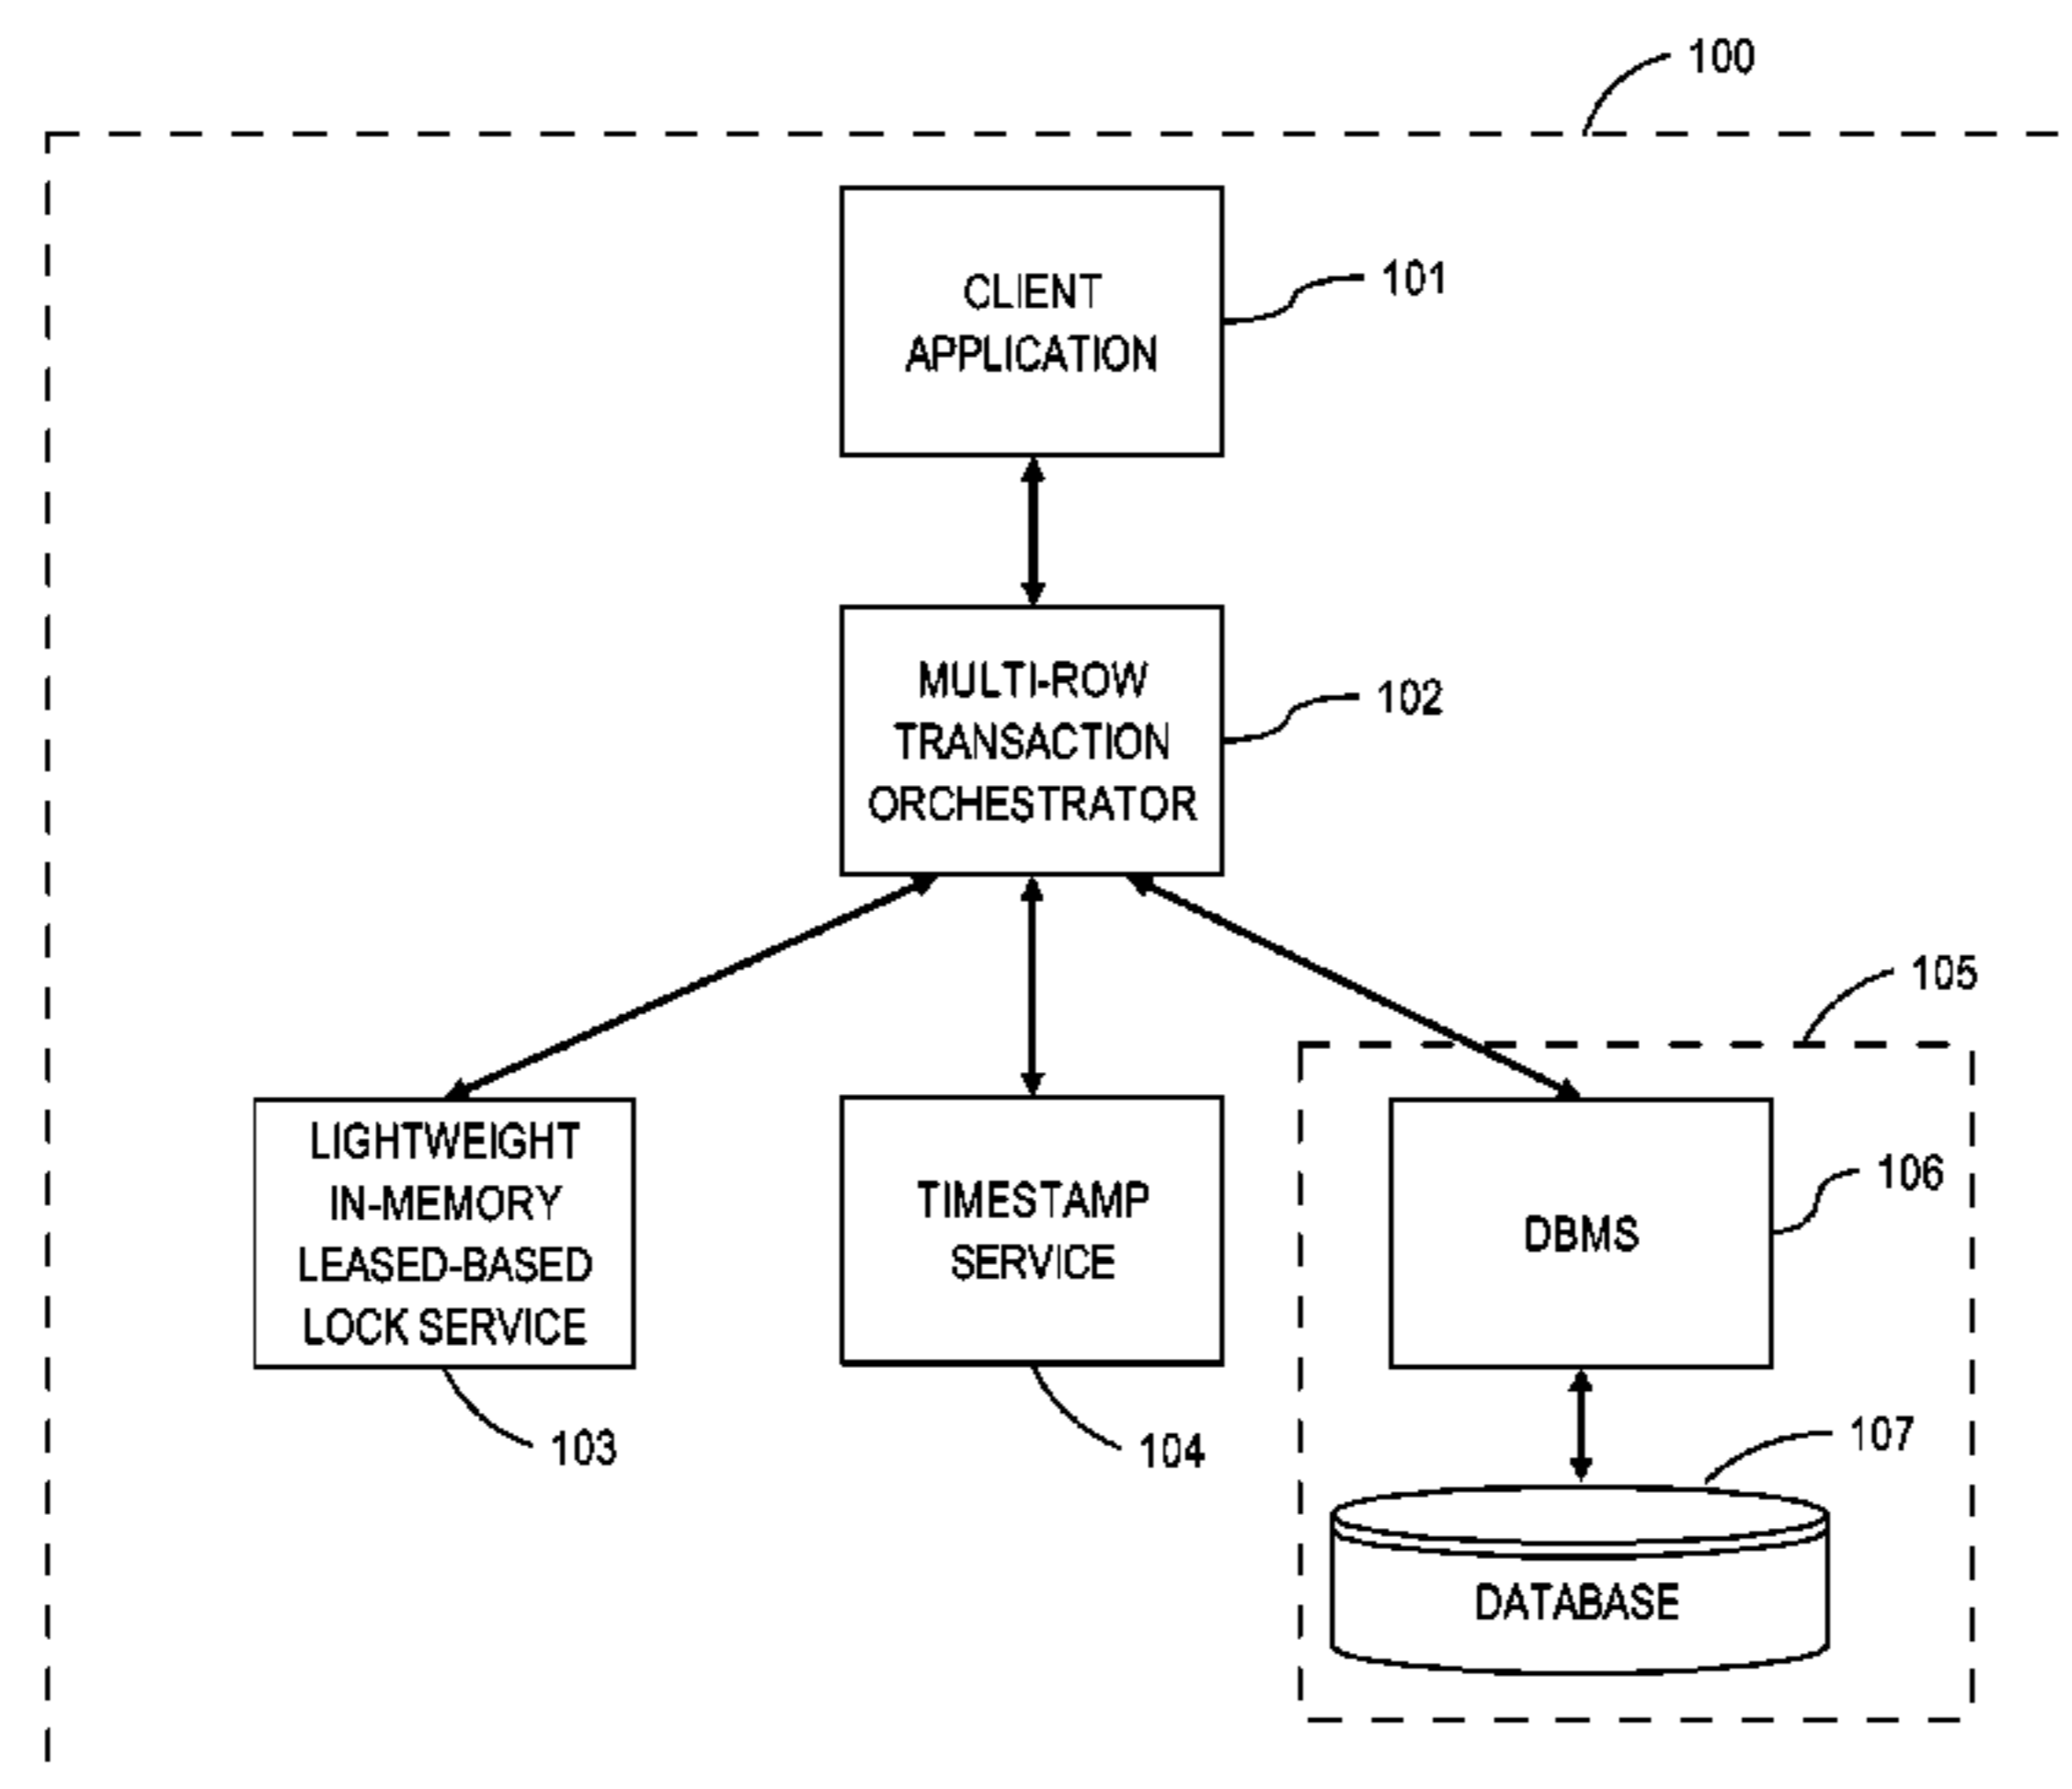 100
CLIENT
APPLICATION
101
MULTI-ROW
TRANSACTION
ORCHESTRATOR
102
105
LIGHTWEIGHT
IN-MEMORY
LEASED-BASED
LOCK SERVICE
103
TIMESTAMP
SERVICE
104
DBMS
106
107
DATABASE